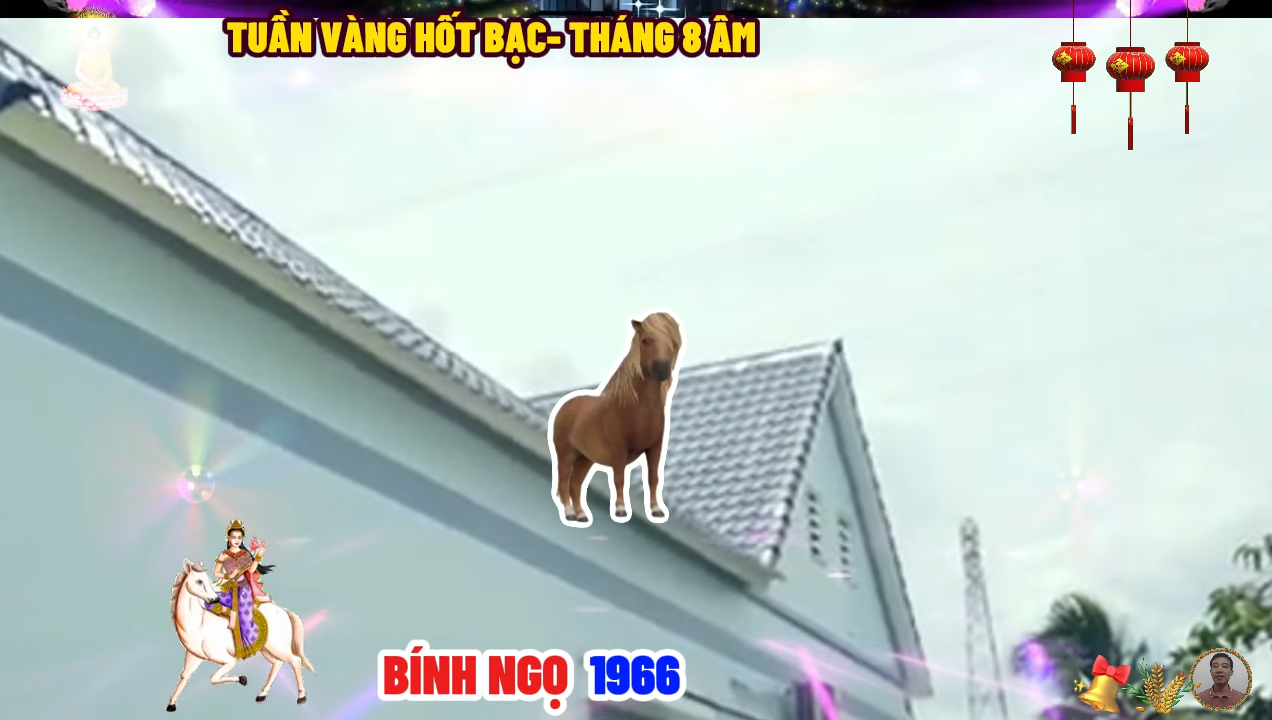 TUẦN VÀNG HỐT BẠC- THÁNG 8 ÂM
BÍNH NGỌ 1966